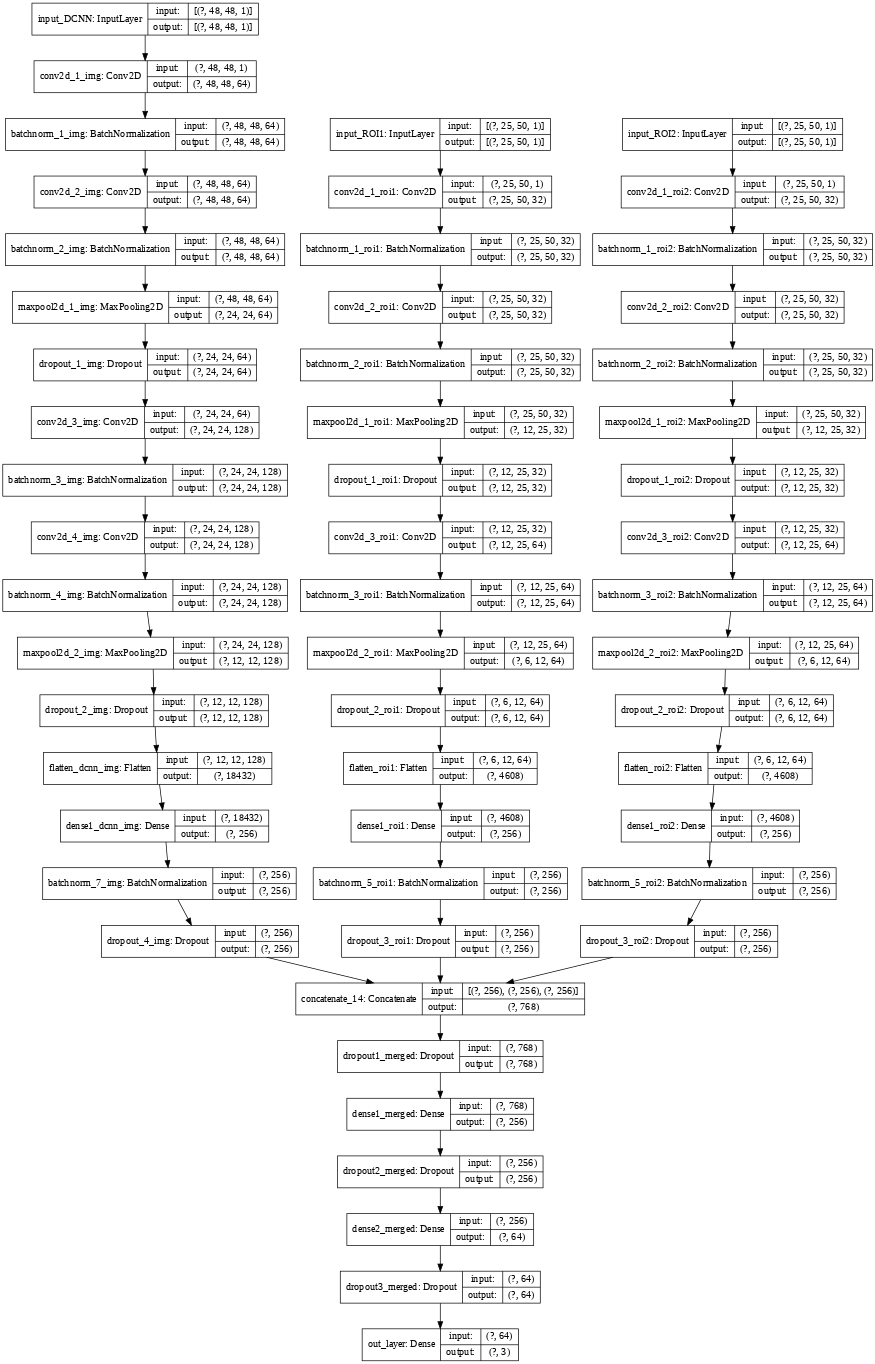 input_DCNN: InputLayer
input: [(?, 48, 48, 1)]
output: [(?, 48, 48, 1)]
conv2d_1_img: Conv2D
input: (?, 48, 48, 1)
output: (?, 48, 48, 64)
batchnorm_1_img: BatchNormalization
input: (?, 48, 48, 64)
output: (?, 48, 48, 64)
conv2d_2_img: Conv2D
input: (?, 48, 48, 64)
output: (?, 48, 48, 64)
batchnorm_2_img: BatchNormalization
input: (?, 48, 48, 64)
output: (?, 48, 48, 64)
maxpool2d_1_img: MaxPooling2D
input: (?, 48, 48, 64)
output: (?, 24, 24, 64)
dropout_1_img: Dropout
input: (?, 24, 24, 64)
output: (?, 24, 24, 64)
conv2d_3_img: Conv2D
input: (?, 24, 24, 64)
output: (?, 24, 24, 128)
batchnorm_3_img: BatchNormalization
input: (?, 24, 24, 128)
output: (?, 24, 24, 128)
conv2d_4_img: Conv2D
input: (?, 24, 24, 128)
output: (?, 24, 24, 128)
batchnorm_4_img: BatchNormalization
input: (?, 24, 24, 128)
output: (?, 24, 24, 128)
maxpool2d_2_img: MaxPooling2D
input: (?, 24, 24, 128)
output: (?, 12, 12, 128)
dropout_2_img: Dropout
input: (?, 12, 12, 128)
output: (?, 12, 12, 128)
flatten_dcnn_img: Flatten
input: (?, 12, 12, 128)
output: (?, 18432)
dense1_dcnn_img: Dense
input: (?, 18432)
output: (?, 256)
batchnorm_7_img: BatchNormalization
input: (?, 256)
output: (?, 256)
dropout_4_img: Dropout
input: (?, 256)
output: (?, 256)
input_ROI1: InputLayer
input: [(?, 25, 50, 1)]
output: [(?, 25, 50, 1)]
conv2d_1_roi1: Conv2D
input: (?, 25, 50, 1)
output: (?, 25, 50, 32)
batchnorm_1_roi1: BatchNormalization
input: (?, 25, 50, 32)
output: (?, 25, 50, 32)
conv2d_2_roi1: Conv2D
input: (?, 25, 50, 32)
output: (?, 25, 50, 32)
batchnorm_2_roi1: BatchNormalization
input: (?, 25, 50, 32)
output: (?, 25, 50, 32)
maxpool2d_1_roi1: MaxPooling2D
input: (?, 25, 50, 32)
output: (?, 12, 25, 32)
dropout_1_roi1: Dropout
input: (?, 12, 25, 32)
output: (?, 12, 25, 32)
conv2d_3_roi1: Conv2D
input: (?, 12, 25, 32)
output: (?, 12, 25, 64)
batchnorm_3_roi1: BatchNormalization
input: (?, 12, 25, 64)
output: (?, 12, 25, 64)
maxpool2d_2_roi1: MaxPooling2D
input: (?, 12, 25, 64)
output: (?, 6, 12, 64)
dropout_2_roi1: Dropout
input: (?, 6, 12, 64)
output: (?, 6, 12, 64)
flatten_roi1: Flatten
input: (?, 6, 12, 64)
output: (?, 4608)
dense1_roi1: Dense
input: (?, 4608)
output: (?, 256)
batchnorm_5_roi1: BatchNormalization
input: (?, 256)
output: (?, 256)
dropout_3_roi1: Dropout
input: (?, 256)
output: (?, 256)
input_ROI2: InputLayer
input: [(?, 25, 50, 1)]
output: [(?, 25, 50, 1)]
conv2d_1_roi2: Conv2D
input: (?, 25, 50, 1)
output: (?, 25, 50, 32)
batchnorm_1_roi2: BatchNormalization
input: (?, 25, 50, 32)
output: (?, 25, 50, 32)
conv2d_2_roi2: Conv2D
input: (?, 25, 50, 32)
output: (?, 25, 50, 32)
batchnorm_2_roi2: BatchNormalization
input: (?, 25, 50, 32)
output: (?, 25, 50, 32)
maxpool2d_1_roi2: MaxPooling2D
input: (?, 25, 50, 32)
output: (?, 12, 25, 32)
dropout_1_roi2: Dropout
input: (?, 12, 25, 32)
output: (?, 12, 25, 32)
conv2d_3_roi2: Conv2D
input: (?, 12, 25, 32)
output: (?, 12, 25, 64)
batchnorm_3_roi2: BatchNormalization
input: (?, 12, 25, 64)
output: (?, 12, 25, 64)
maxpool2d_2_roi2: MaxPooling2D
input: (?, 12, 25, 64)
output: (?, 6, 12, 64)
dropout_2_roi2: Dropout
input: (?, 6, 12, 64)
output: (?, 6, 12, 64)
flatten_roi2: Flatten
input: (?, 6, 12, 64)
output: (?, 4608)
dense1_roi2: Dense
input: (?, 4608)
output: (?, 256)
batchnorm_5_roi2: BatchNormalization
input: (?, 256)
output: (?, 256)
dropout_3_roi2: Dropout
input: (?, 256)
output: (?, 256)
concatenate_14: Concatenate
input: [(?, 256), (?, 256), (?, 256)]
output: (?, 768)
dropout1_merged: Dropout
input: (?, 768)
output: (?, 768)
dense1_merged: Dense
input: (?, 768)
output: (?, 256)
dropout2_merged: Dropout
input: (?, 256)
output: (?, 256)
dense2_merged: Dense
input: (?, 256)
output: (?, 64)
dropout3_merged: Dropout
input: (?, 64)
output: (?, 64)
out_layer: Dense
input: (?, 64)
output: (?, 3)